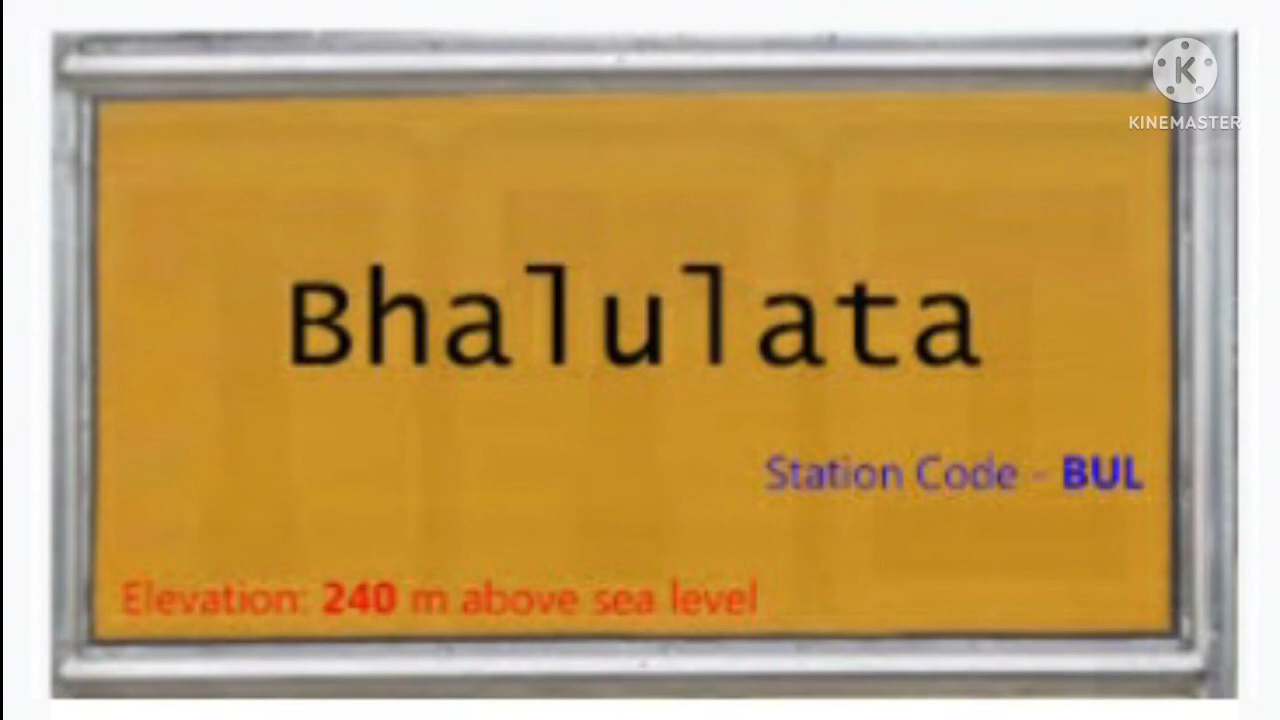 K
KINEMASTER
Bhalulata
Station Code - BUL
Elevation: 240 m above sea level